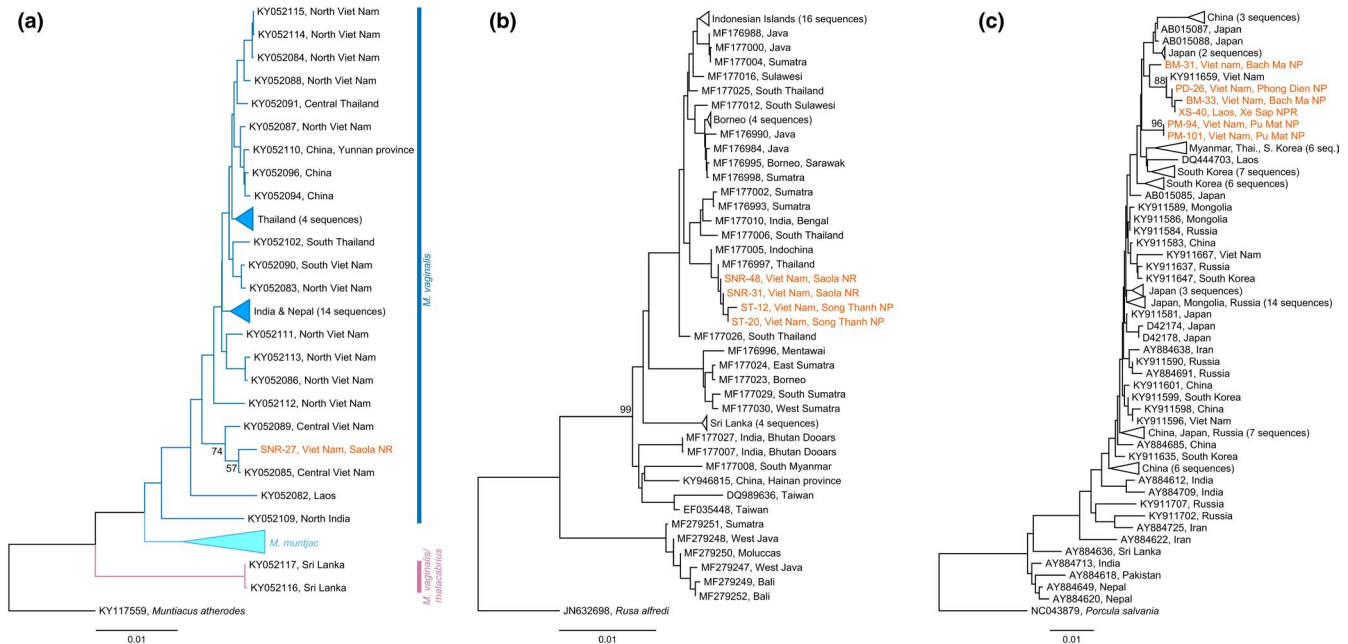 (a)
KY052115, North Viet Nam
KY052114, North Viet Nam
KY052084, North Viet Nam
KY052088, North Viet Nam
KY052091, Central Thailand
KY052087, North Viet Nam
KY052110, China, Yunnan province
KY052096, China
KY052094, China
Thailand (4 sequences)
KY052102, South Thailand
KY052090, South Viet Nam
KY052083, North Viet Nam
India & Nepal (14 sequences)
KY052111, North Viet Nam
KY052113, North Viet Nam
KY052086, North Viet Nam
KY052112, North Viet Nam
KY052089, Central Viet Nam
74
SNR-27, Viet Nam, Saola NR
57
KY052085, Central Viet Nam
KY052082, Laos
KY052109, North India
M. muntjac
KY052117, Sri Lanka
KY052116, Sri Lanka
KY117559, Muntiacus atherodes
0.01
M. vaginalis
M. vaginalis/
malacabrius
(b)
Indonesian Islands (16 sequences)
MF176988, Java
MF177000, Java
MF177004, Sumatra
MF177016, Sulawesi
MF177025, South Thailand
MF177012, South Sulawesi
Borneo (4 sequences)
MF176990, Java
MF176984, Java
MF176995, Borneo, Sarawak
MF176998, Sumatra
MF177002, Sumatra
MF176993, Sumatra
MF177010, India, Bengal
MF177006, South Thailand
MF177005, Indochina
MF176997, Thailand
SNR-48, Viet Nam, Saola NR
SNR-31, Viet Nam, Saola NR
ST-12, Viet Nam, Song Thanh NP
ST-20, Viet Nam, Song Thanh NP
MF177026, South Thailand
MF176996, Mentawai
MF177024, East Sumatra
MF177023, Borneo
MF177029, South Sumatra
MF177030, West Sumatra
99
Sri Lanka (4 sequences)
MF177027, India, Bhutan Dooars
MF177007, India, Bhutan Dooars
MF177008, South Myanmar
KY946815, China, Hainan province
DQ989636, Taiwan
EF035448, Taiwan
MF279251, Sumatra
MF279248, West Java
MF279250, Moluccas
MF279247, West Java
MF279249, Bali
MF279252, Bali
JN632698, Rusa alfredi
0.01
(c)
China (3 sequences)
AB015087, Japan
AB015088, Japan
Japan (2 sequences)
BM-31, Viet nam, Bach Ma NP
88
KY911659, Viet Nam
PD-26, Viet Nam, Phong Dien NP
BM-33, Viet Nam, Bach Ma NP
XS-40, Laos, Xe Sap NPR
96
PM-94, Viet Nam, Pu Mat NP
PM-101, Viet Nam, Pu Mat NP
Myanmar, Thai., S. Korea (6 seq.)
DQ444703, Laos
South Korea (7 sequences)
South Korea (6 sequences)
AB015085, Japan
KY911589, Mongolia
KY911586, Mongolia
KY911584, Russia
KY911583, China
KY911667, Viet Nam
KY911637, Russia
KY911647, South Korea
Japan (3 sequences)
Japan, Mongolia, Russia (14 sequences)
KY911581, Japan
D42174, Japan
D42178, Japan
AY884638, Iran
KY911590, Russia
AY884691, Russia
KY911601, China
KY911599, South Korea
KY911598, China
KY911596, Viet Nam
China, Japan, Russia (7 sequences)
AY884685, China
KY911635, South Korea
China (6 sequences)
AY884612, India
AY884709, India
KY911707, Russia
KY911702, Russia
AY884725, Iran
AY884622, Iran
AY884636, Sri Lanka
AY884713, India
AY884618, Pakistan
AY884649, Nepal
AY884620, Nepal
NC043879, Porcula salvania
0.01